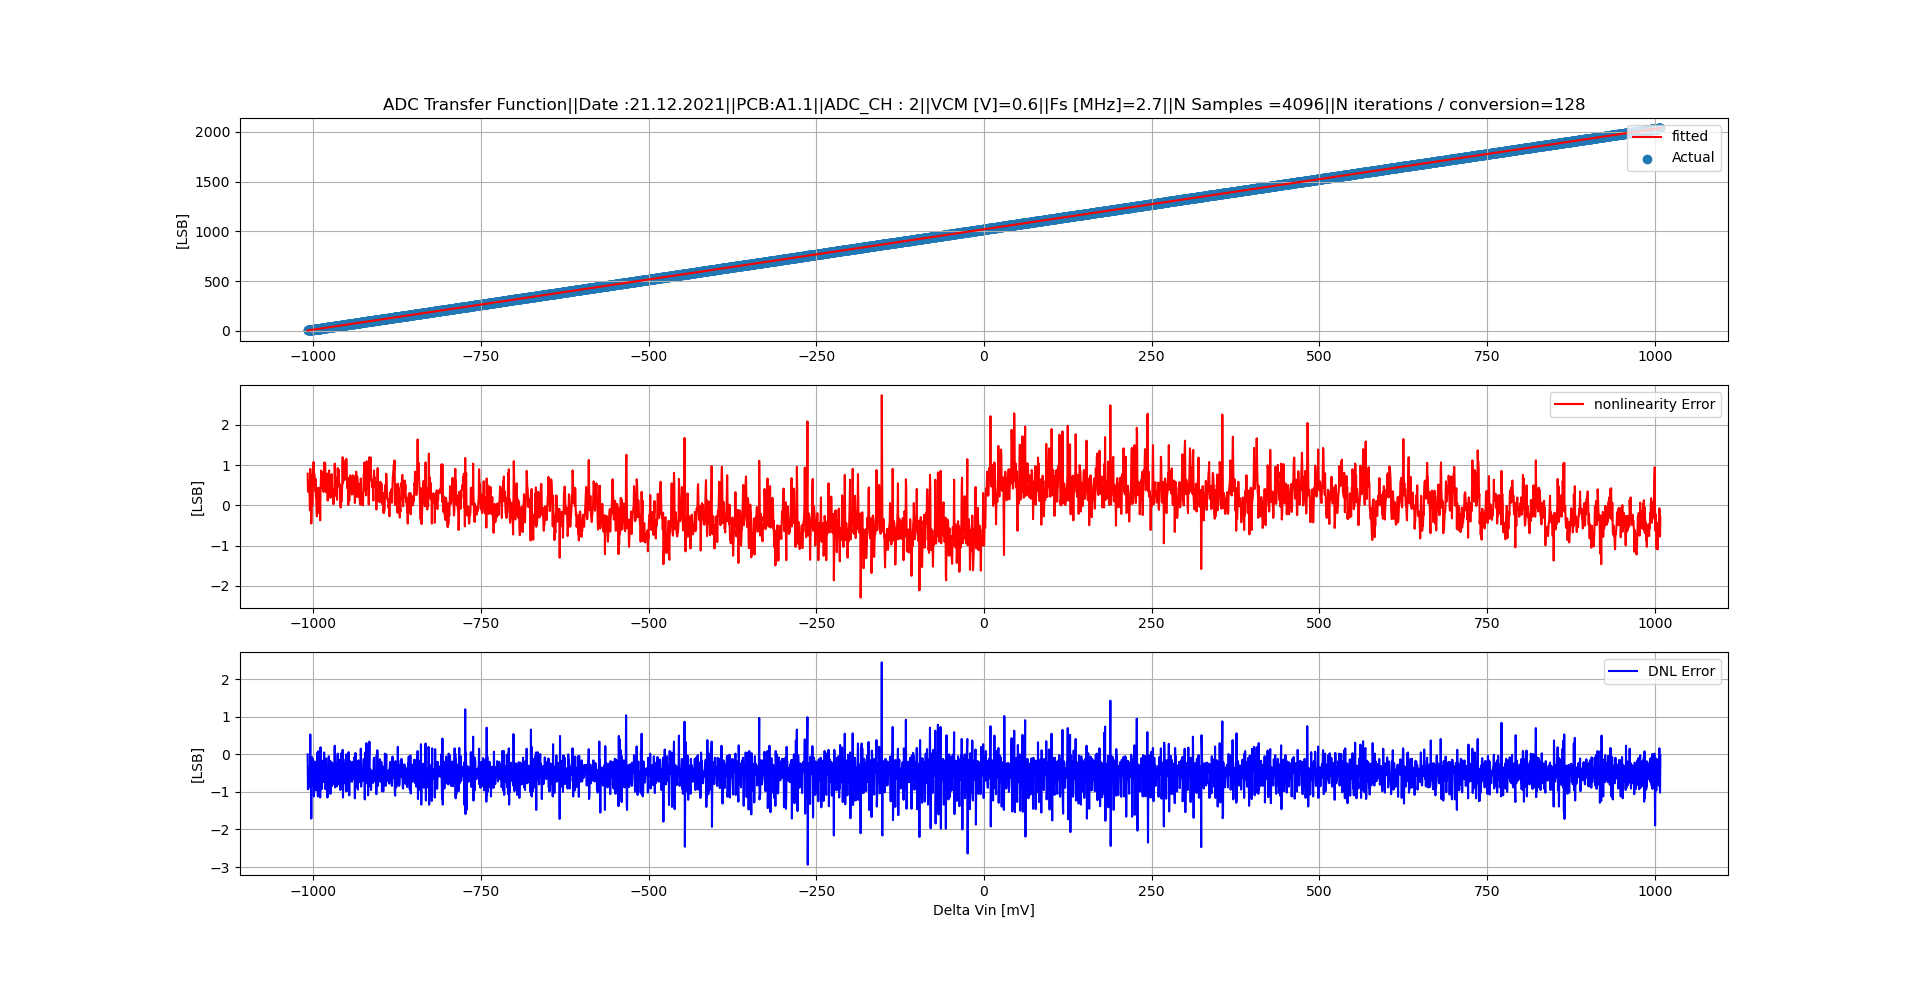 ADC Transfer Function||Date :21.12.2021||PCB:A1.1||ADC_CH : 2||VCM [V]=0.6||Fs [MHz]=2.7||N Samples =4096||N iterations / conversion=128
2000
1500
1000
500
0
[LSB]
fitted
Actual
−1000 −750 −500 −250 0 250 500 750 1000
2
1
0
−1
−2
[LSB]
nonlinearity Error
−1000 −750 −500 −250 0 250 500 750 1000
2
1
0
−1
−2
−3
[LSB]
DNL Error
−1000 −750 −500 −250 0 250 500 750 1000
Delta Vin [mV]